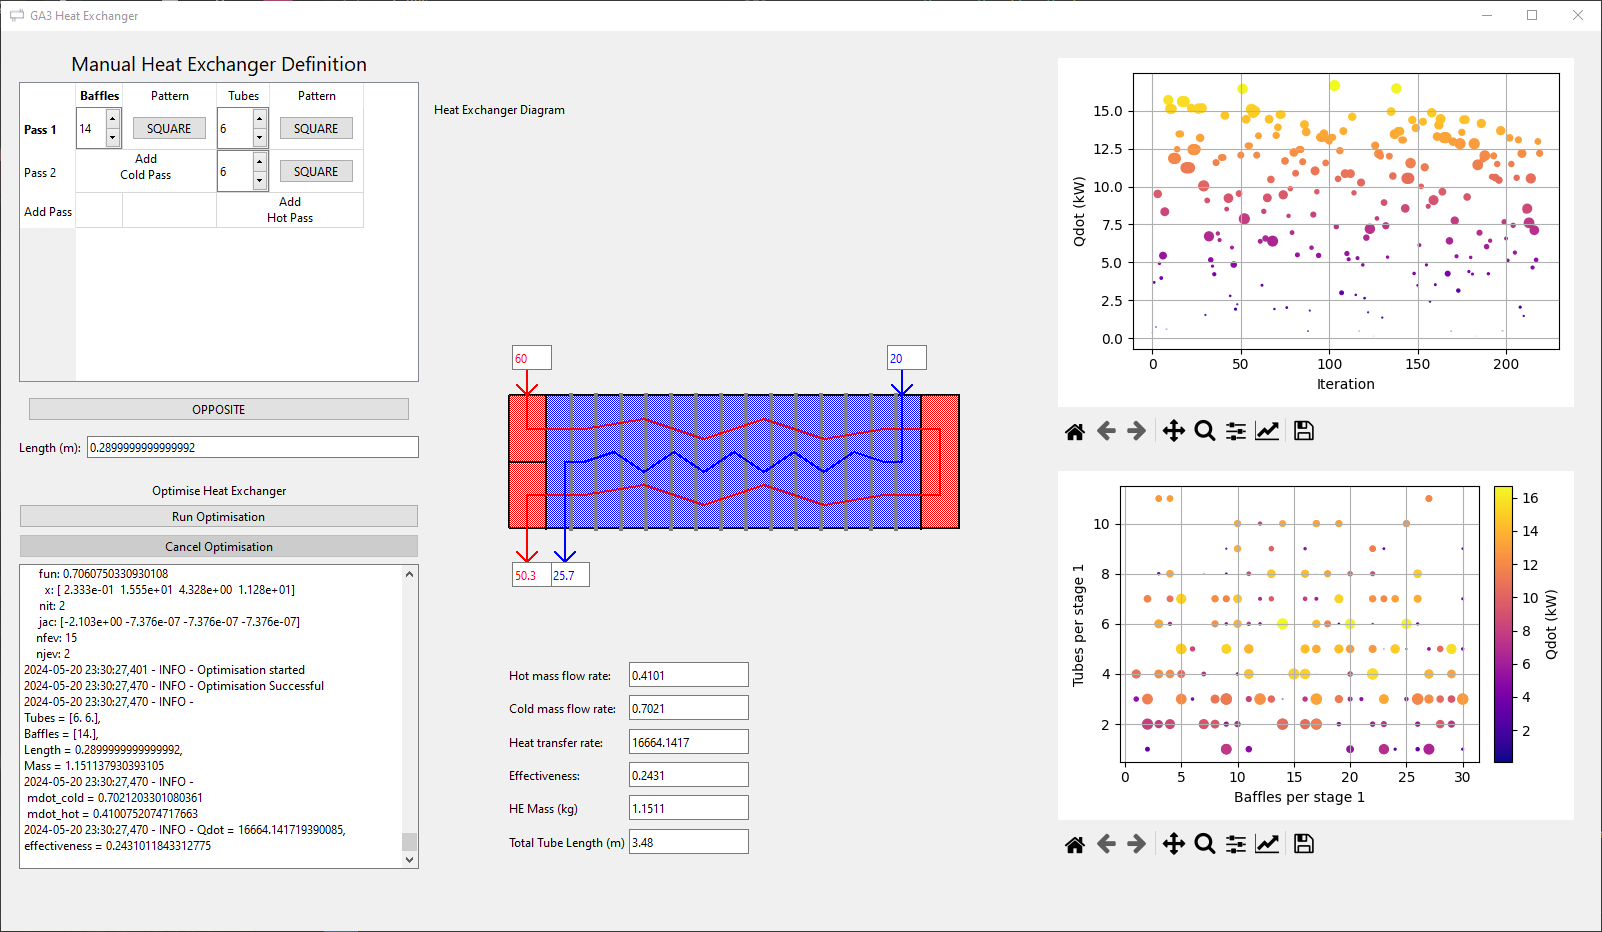 GA3 Heat Exchanger
Manual Heat Exchanger Definition
Baffles Pattern Tubes Pattern
Pass 1 14 SQUARE 6 SQUARE
Pass 2 Add Cold Pass 6 SQUARE
Add Pass Add Hot Pass
OPPOSITE
Length (m): 0.2899999999999992
Optimise Heat Exchanger
Run Optimisation
Cancel Optimisation
fun: 0.7060750330930108
x: [ 2.333e-01 1.555e+01 4.328e+00 1.128e+01]
nit: 2
jac: [-2.103e+00 -7.376e-07 -7.376e-07 -7.376e-07]
nfev: 15
njev: 2
2024-05-20 23:30:27,401 - INFO - Optimisation started
2024-05-20 23:30:27,470 - INFO - Optimisation Successful
2024-05-20 23:30:27,470 - INFO -
Tubes = [6. 6.],
Baffles = [14.],
Length = 0.2899999999999992,
Mass = 1.151137930393105
2024-05-20 23:30:27,470 - INFO -
mdot_cold = 0.7021203301080361
mdot_hot = 0.4100752074717663
2024-05-20 23:30:27,470 - INFO - Qdot = 16664.141719390085,
effectiveness = 0.2431011843312775
Heat Exchanger Diagram
60 20
50.3 25.7
Hot mass flow rate: 0.4101
Cold mass flow rate: 0.7021
Heat transfer rate: 16664.1417
Effectiveness: 0.2431
HE Mass (kg) 1.1511
Total Tube Length (m) 3.48
Qdot (kW)
15.0
12.5
10.0
7.5
5.0
2.5
0.0
0 50 100 150 200
Iteration
Tubes per stage 1
10
8
6
4
2
0 5 10 15 20 25 30
Baffles per stage 1
16
14
12
10
8
6
4
2
Qdot (kW)